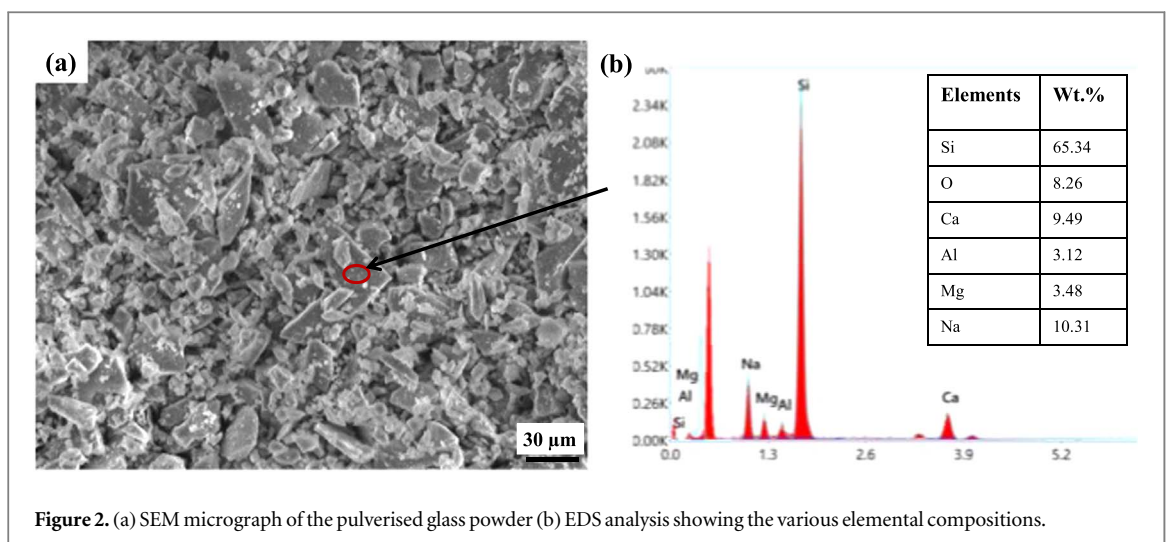 (a)
30 µm
(b)
2.34K
2.08K
1.82K
1.56K
1.30K
1.04K
0.78K
0.52K
0.26K
0.00K
Si
Mg
Al
Si
Na
Mg
Al
Ca
0.0 1.3 2.6 3.9 5.2
Elements Wt.%
Si 65.34
O 8.26
Ca 9.49
Al 3.12
Mg 3.48
Na 10.31
Figure 2. (a) SEM micrograph of the pulverised glass powder (b) EDS analysis showing the various elemental compositions.